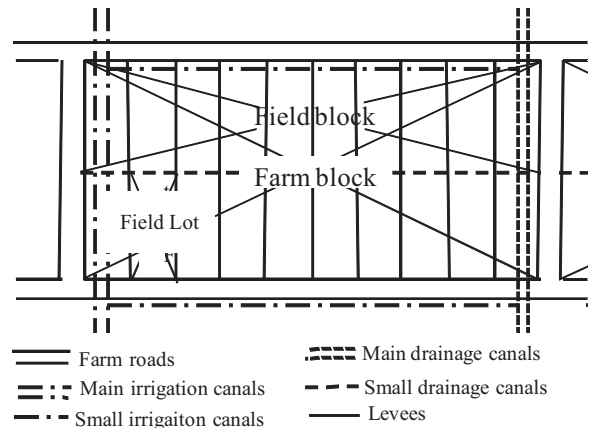 Field block
Farm block
Field Lot
Farm roads
Main irrigation canals
Small irrigaiton canals
Main drainage canals
Small drainage canals
Levees